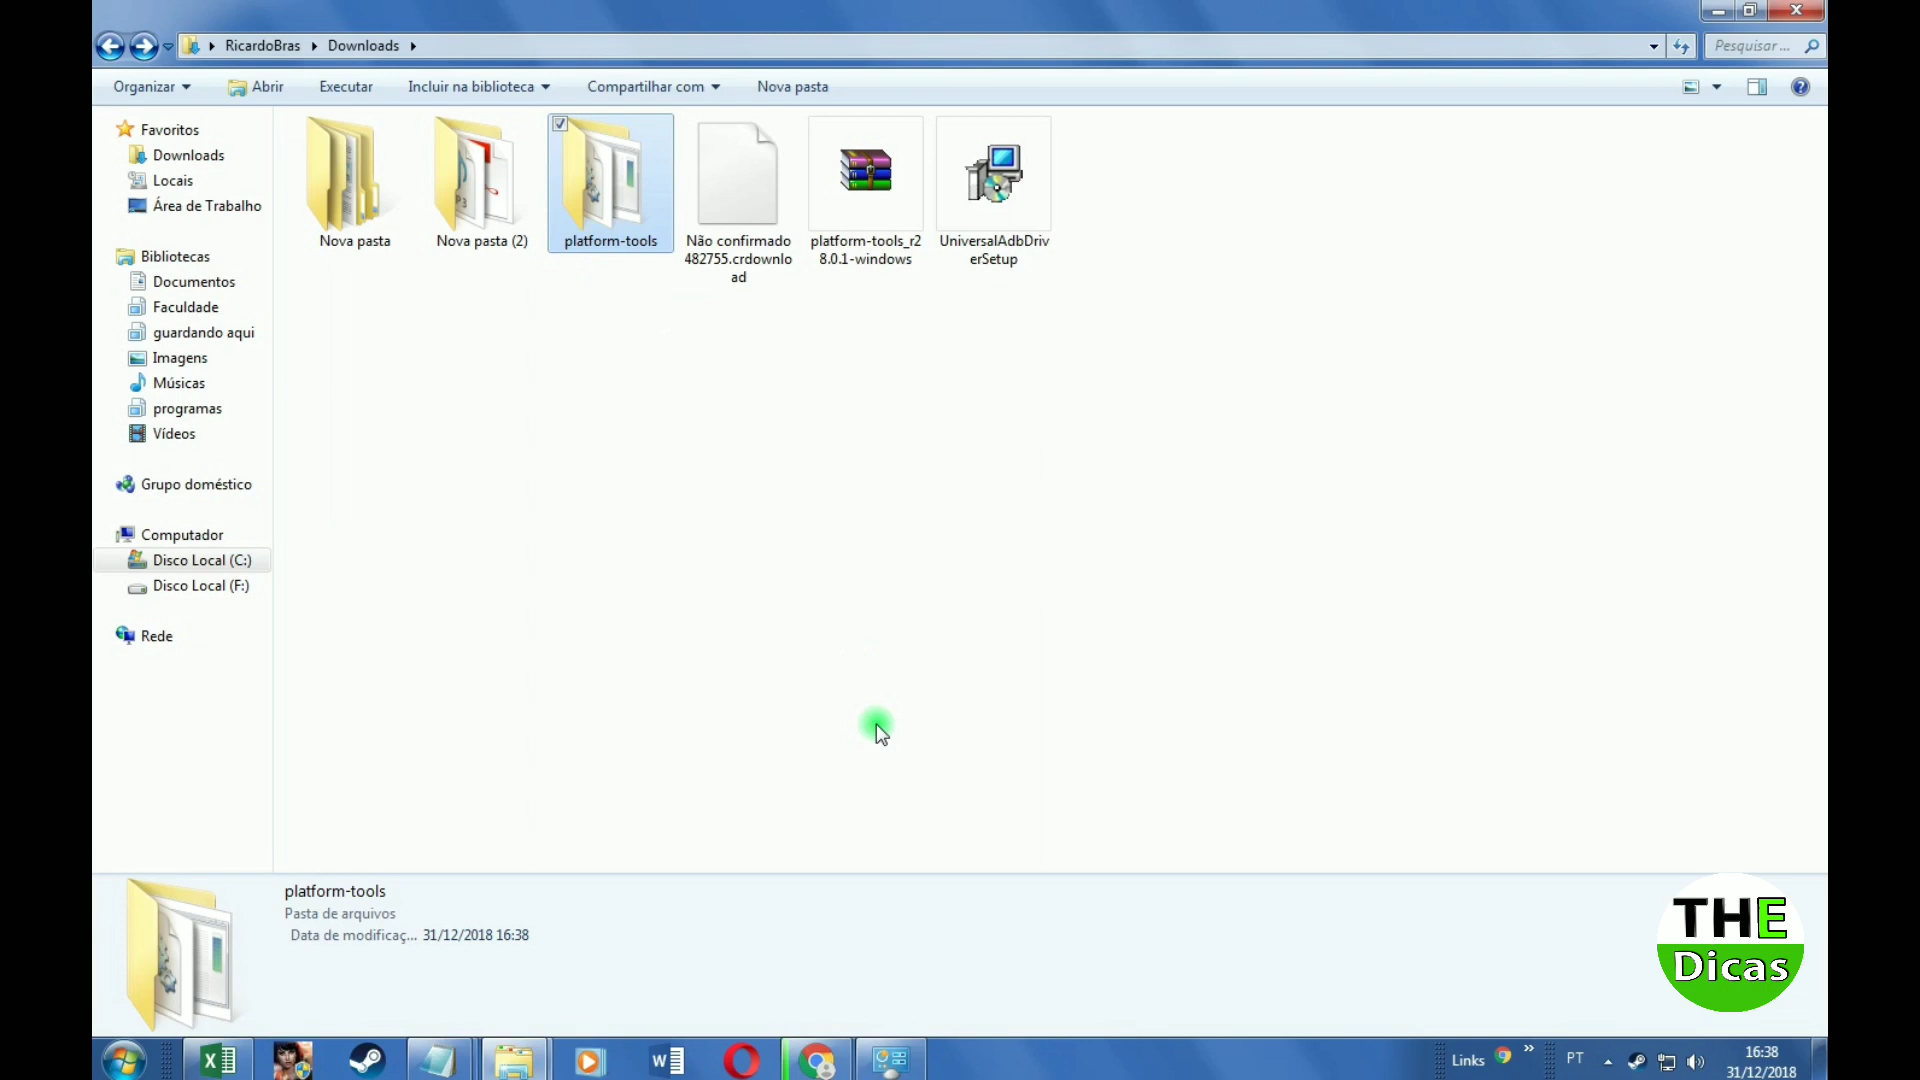 RicardoBras
Downloads
Pesquisar ...
Organizar
Abrir
Executar
Incluir na biblioteca
Compartilhar com
Nova pasta
Favoritos
Downloads
Locais
Área de Trabalho
Bibliotecas
Documentos
Faculdade
guardando aqui
Imagens
Músicas
programas
Vídeos
Grupo doméstico
Computador
Disco Local (C:)
Disco Local (F:)
Rede
Nova pasta
Nova pasta (2)
platform-tools
Não confirmado
482755.crdownlo
ad
platform-tools_r2
8.0.1-windows
UniversalAdbDriv
erSetup
platform-tools
Pasta de arquivos
Data de modificaç... 31/12/2018 16:38
THE
Dicas
Links
PT
16:38
31/12/2018